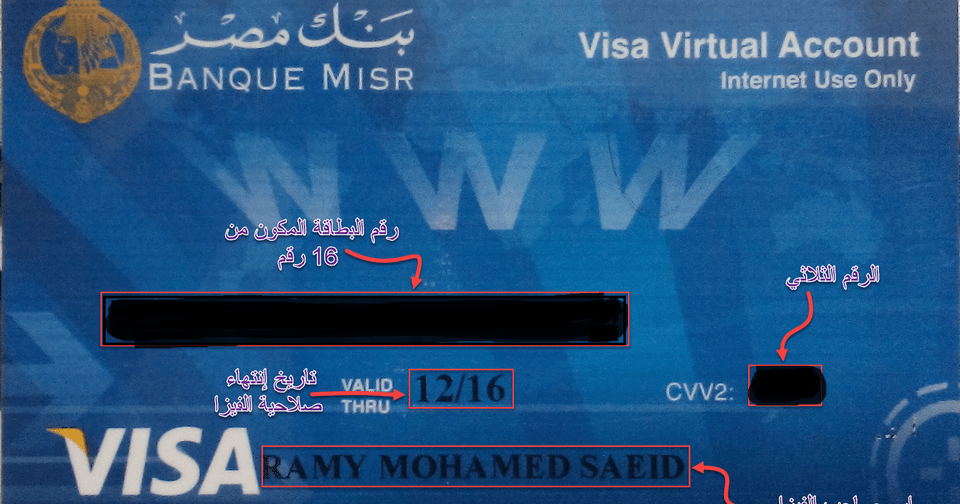 بنك مصر
BANQUE MISR
Visa Virtual Account
Internet Use Only
WWW
رقم البطاقة المكون من
16 رقم
الرقم الثلاثي
تاريخ إنتهاء
صلاحية الفيزا
VALID
THRU
12/16
CVV2:
VISA
RAMY MOHAMED SAEID